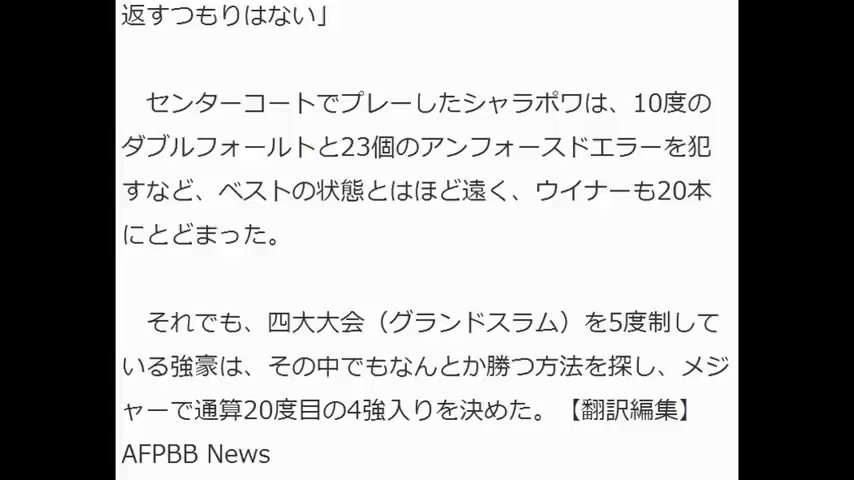 返すつもりはない」
　センターコートでプレーしたシャラポワは、10度の
ダブルフォールトと23個のアンフォースドエラーを犯
すなど、ベストの状態とはほど遠く、ウイナーも20本
にとどまった。
　それでも、四大大会（グランドスラム）を5度制して
いる強豪は、その中でもなんとか勝つ方法を探し、メジ
ャーで通算20度目の4強入りを決めた。【翻訳編集】
AFPBB News